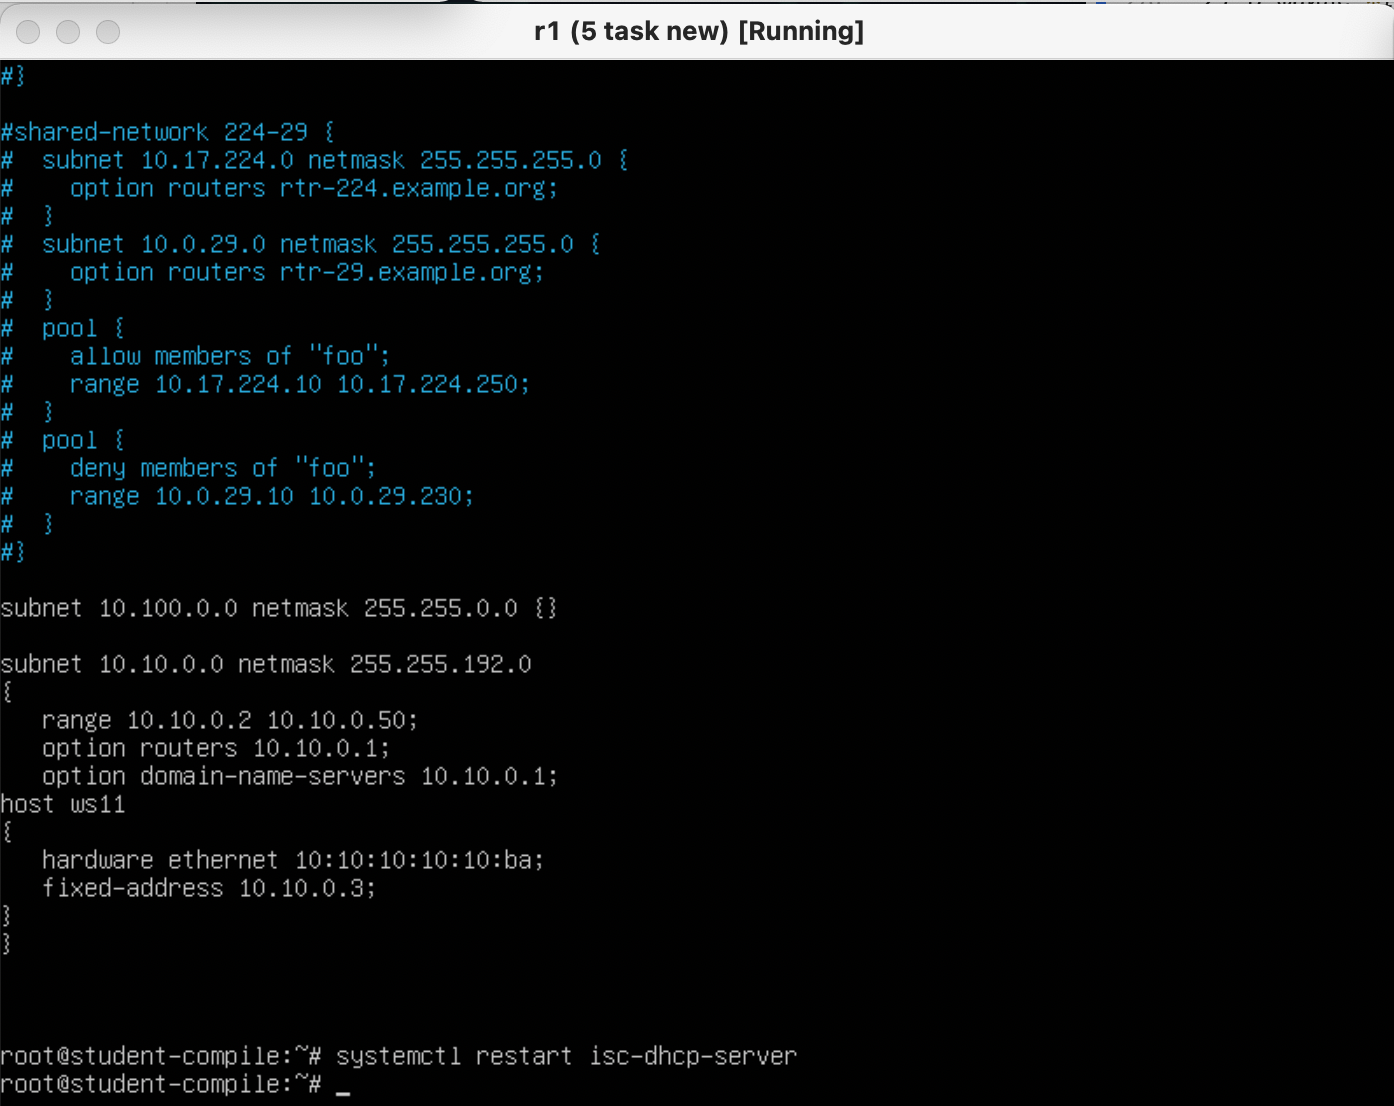 r1 (5 task new) [Running]
#}
#shared-network 224-29 {
#  subnet 10.17.224.0 netmask 255.255.255.0 {
#    option routers rtr-224.example.org;
#  }
#  subnet 10.0.29.0 netmask 255.255.255.0 {
#    option routers rtr-29.example.org;
#  }
#  pool {
#    allow members of "foo";
#    range 10.17.224.10 10.17.224.250;
#  }
#  pool {
#    deny members of "foo";
#    range 10.0.29.10 10.0.29.230;
#  }
#}
subnet 10.100.0.0 netmask 255.255.0.0 {}
subnet 10.10.0.0 netmask 255.255.192.0
{
   range 10.10.0.2 10.10.0.50;
   option routers 10.10.0.1;
   option domain-name-servers 10.10.0.1;
host ws11
{
   hardware ethernet 10:10:10:10:10:ba;
   fixed-address 10.10.0.3;
}
}
root@student-compile:~# systemctl restart isc-dhcp-server
root@student-compile:~# _